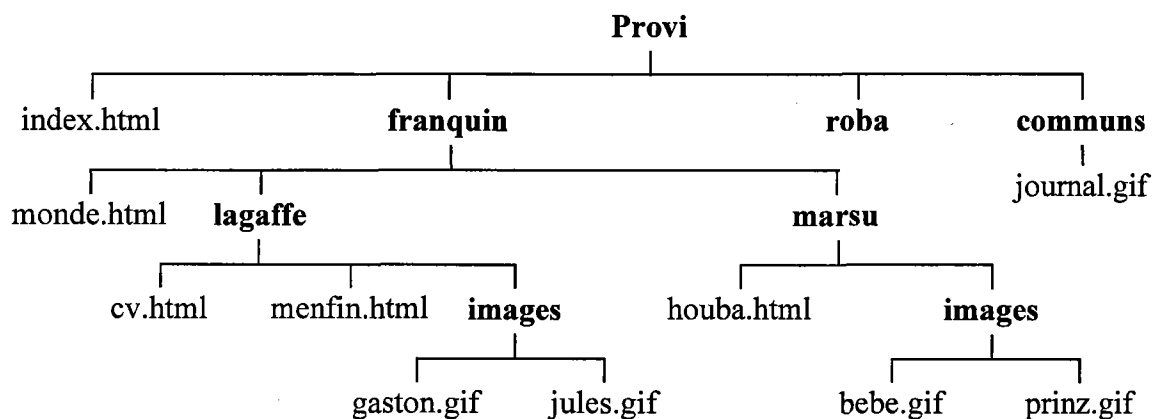 Provi
index.html franquin roba communs
monde.html lagaffe marsu journal.gif
cv.html menfin.html images houba.html images
gaston.gif jules.gif bebe.gif prinz.gif